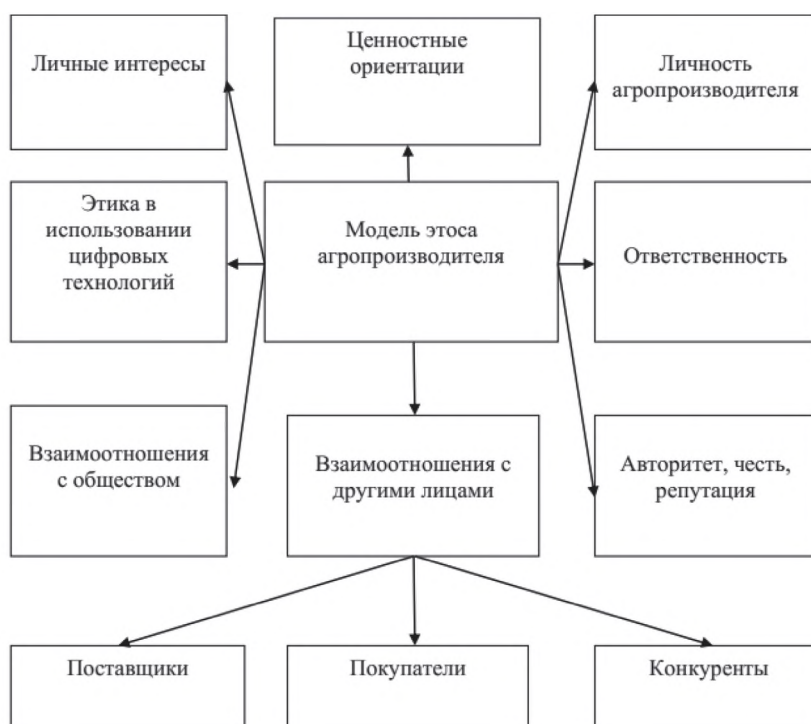 Личные интересы
Ценностные
ориентации
Личность
агропроизводителя
Этика в
использовании
цифровых
технологий
Модель этоса
агропроизводителя
Ответственность
Взаимоотношения
с обществом
Взаимоотношения с
другими лицами
Авторитет, честь,
репутация
Поставщики
Покупатели
Конкуренты